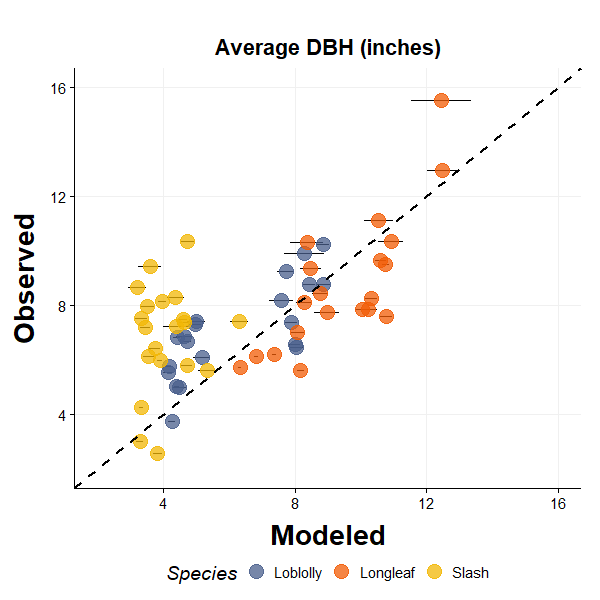 Average DBH (inches)
Observed
16
12
8
4
4 8 12 16
Modeled
Species Loblolly Longleaf Slash